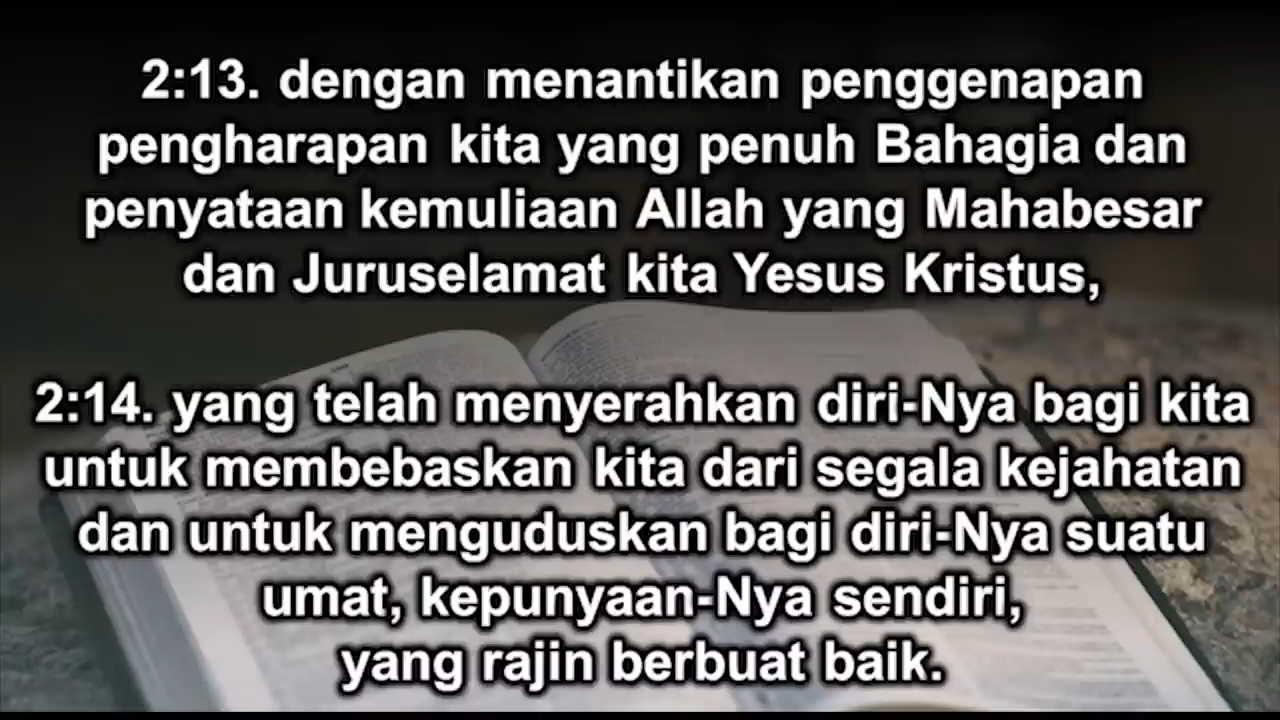 2:13. dengan menantikan penggenapan
pengharapan kita yang penuh Bahagia dan
penyataan kemuliaan Allah yang Mahabesar
dan Juruselamat kita Yesus Kristus,
2:14. yang telah menyerahkan diri-Nya bagi kita
untuk membebaskan kita dari segala kejahatan
dan untuk menguduskan bagi diri-Nya suatu
umat, kepunyaan-Nya sendiri,
yang rajin berbuat baik.